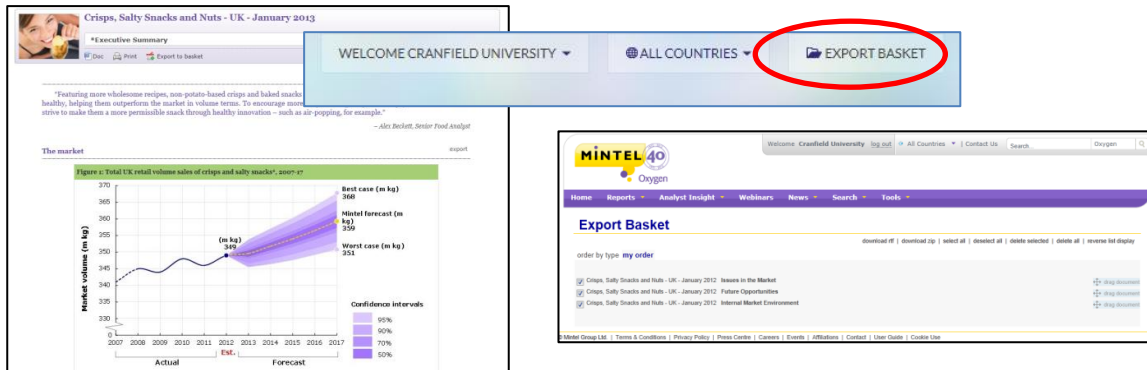 Crisps, Salty Snacks and Nuts - UK - January 2013
*Executive Summary
Doc Print Export to basket
"Featuring more wholesome recipes, non-potato-based crisps and baked snacks
healthy, helping them outperform the market in volume terms. To encourage more
strive to make them a more permissible snack through healthy innovation – such as air-popping, for example."
– Alex Beckett, Senior Food Analyst
The market
export
Figure 1: Total UK retail volume sales of crisps and salty snacks*, 2007-17
Market volume (m kg)
370
365
360
355
350
345
340
335
330
0
(m kg)
349
Best case (m kg)
368
Mintel forecast (m
kg)
359
Worst case (m kg)
351
Confidence intervals
95%
90%
70%
50%
2007 2008 2009 2010 2011 2012 2013 2014 2015 2016 2017
Actual Est. Forecast
WELCOME CRANFIELD UNIVERSITY ALL COUNTRIES EXPORT BASKET
MINTEL 40
Oxygen
Welcome Cranfield University log out All Countries | Contact Us Search... Oxygen
Home Reports Analyst Insight Webinars News Search Tools
Export Basket
download rtf | download zip | select all | deselect all | delete selected | delete all | reverse list display
order by type my order
Crisps, Salty Snacks and Nuts - UK - January 2012 Issues in the Market drag document
Crisps, Salty Snacks and Nuts - UK - January 2012 Future Opportunities drag document
Crisps, Salty Snacks and Nuts - UK - January 2012 Internal Market Environment drag document
© Mintel Group Ltd. | Terms & Conditions | Privacy Policy | Press Centre | Careers | Events | Affiliations | Contact | User Guide | Cookie Use